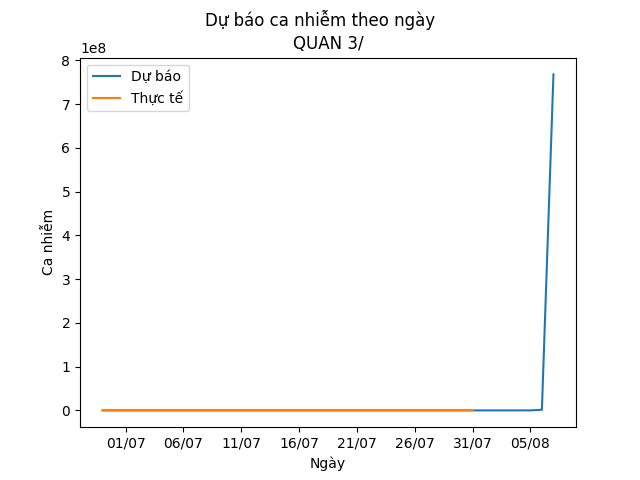 Dự báo ca nhiễm theo ngày
QUAN 3/
1e8
Dự báo
Thực tế
8
7
6
5
4
3
2
1
0
Ca nhiễm
01/07 06/07 11/07 16/07 21/07 26/07 31/07 05/08
Ngày